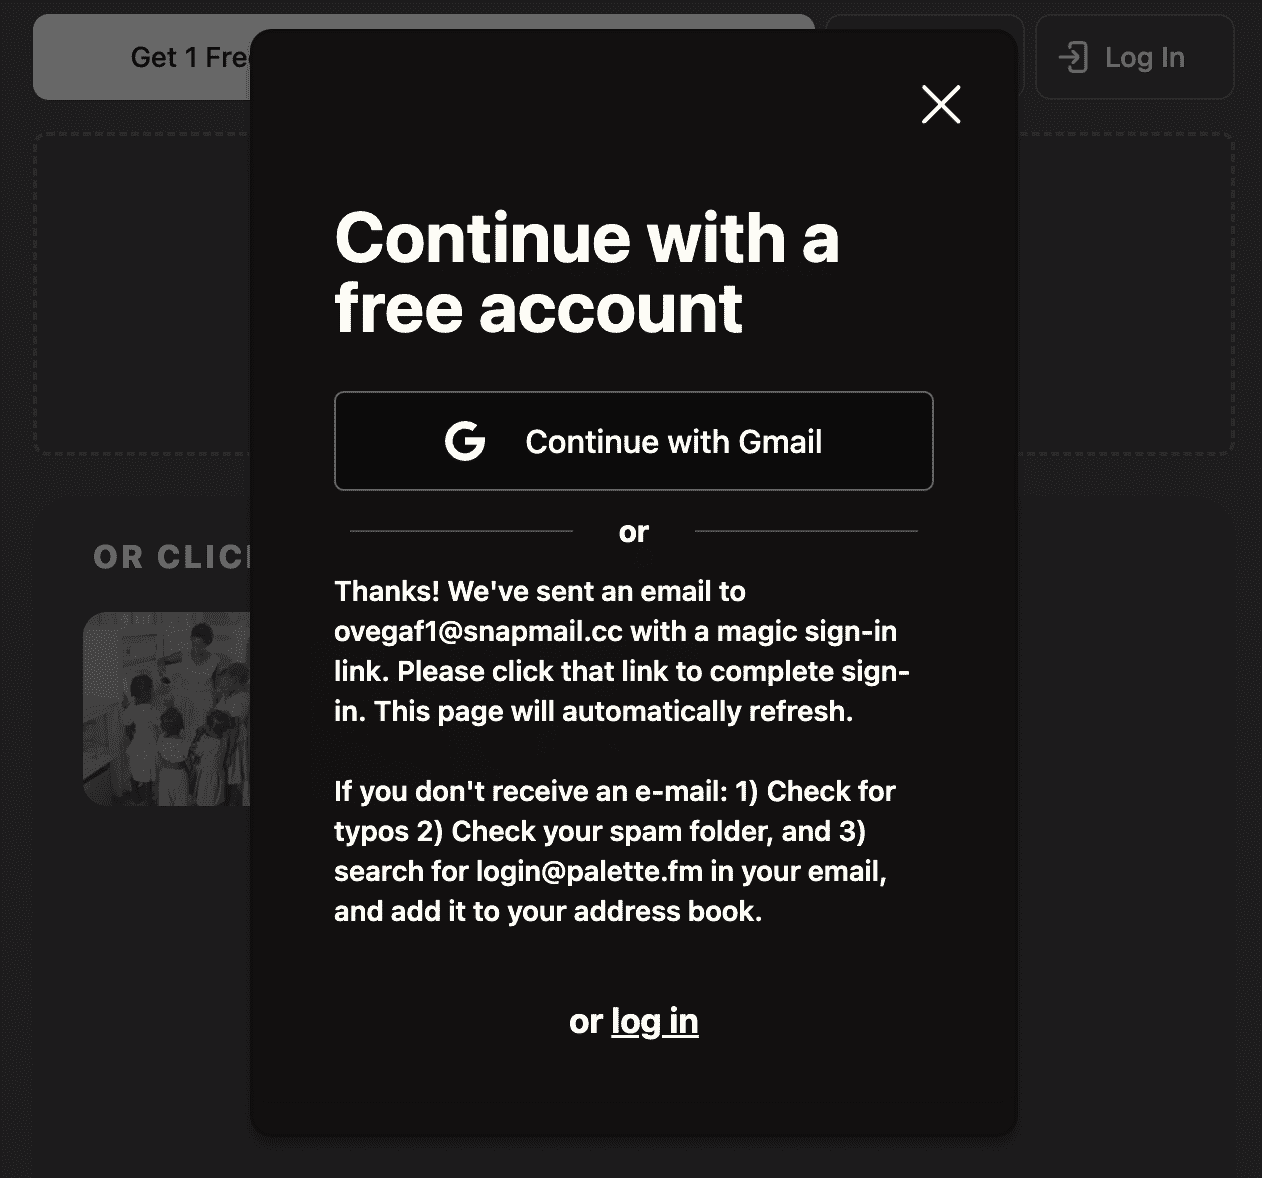 Get 1 Fre
Log In
Continue with a
free account
Continue with Gmail
or
Thanks! We've sent an email to
ovegaf1@snapmail.cc with a magic sign-in
link. Please click that link to complete sign-
in. This page will automatically refresh.
If you don't receive an e-mail: 1) Check for
typos 2) Check your spam folder, and 3)
search for login@palette.fm in your email,
and add it to your address book.
or log in
OR CLIC